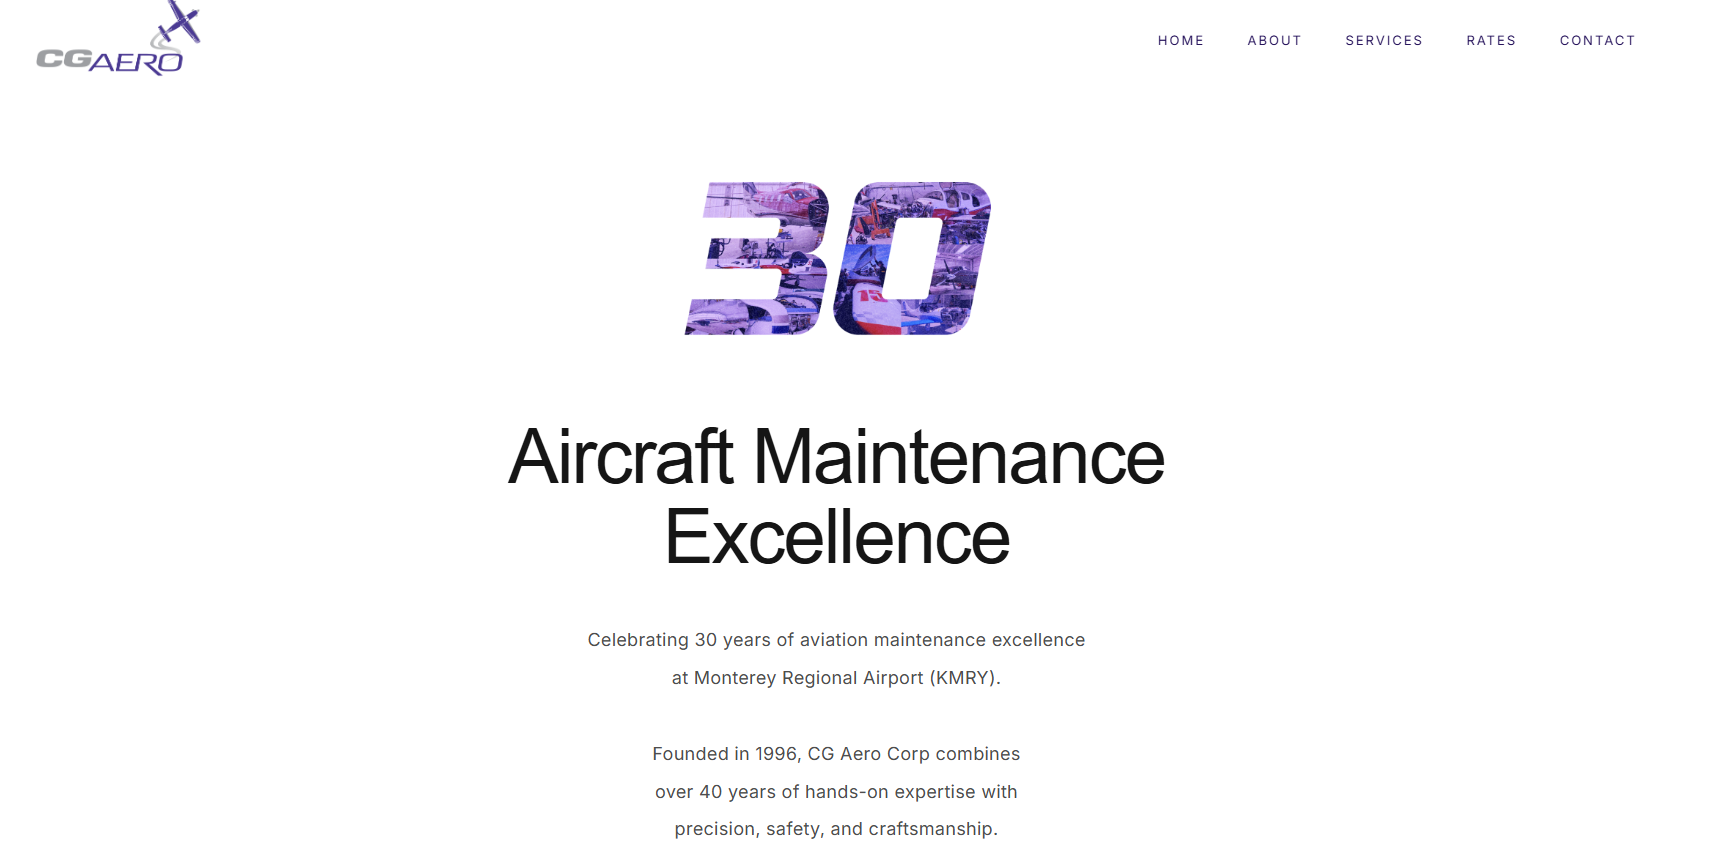 CGAERO
HOME ABOUT SERVICES RATES CONTACT
30
Aircraft Maintenance
Excellence
Celebrating 30 years of aviation maintenance excellence
at Monterey Regional Airport (KMRY).
Founded in 1996, CG Aero Corp combines
over 40 years of hands-on expertise with
precision, safety, and craftsmanship.